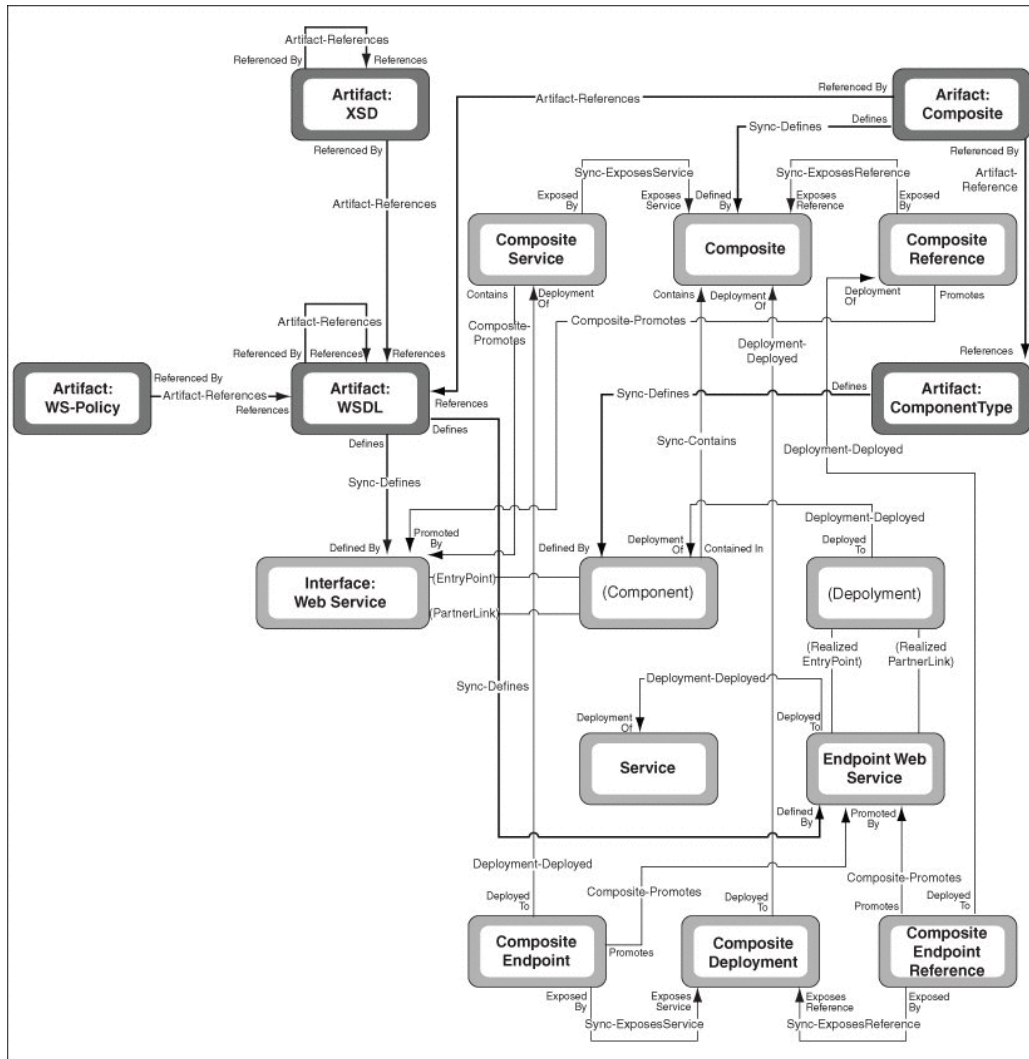 Artifact-References
Referenced By
References
Artifact:
XSD
Referenced By
Artifact-References
Artifact-References
Referenced By
Arifact:
Composite
Defines
Sync-Defines
Referenced By
Artifact-
Reference
Sync-ExposesService
Exposed
By
Exposes
Service
Defined
By
Sync-ExposesReference
Exposes
Reference
Exposed
By
Composite
Service
Composite
Composite
Reference
Contains
Deployment
Of
Contains
Deployment
Of
Deployment
Of
Promotes
Composite-
Promotes
Composite-Promotes
Deployment-
Deployed
Artifact-References
Referenced By
References
References
Artifact:
WS-Policy
Referenced By
Artifact-References
References
Artifact:
WSDL
References
Defines
Defines
References
Artifact:
ComponentType
Defines
Sync-Defines
Sync-Contains
Deployment-Deployed
Sync-Defines
Defined By
Promoted
By
Interface:
Web Service
(EntryPoint)
(PartnerLink)
Defined By
Deployment
Of
Contained In
(Component)
Deployment-Deployed
Deployed
To
(Depolyment)
(Realized
EntryPoint)
(Realized
PartnerLink)
Sync-Defines
Deployment-Deployed
Deployment
Of
Deployed
To
Service
Endpoint Web
Service
Defined
By
Promoted
By
Deployment-Deployed
Composite-Promotes
Composite-Promotes
Deployed
To
Deployed
To
Promotes
Deployed
To
Composite
Endpoint
Promotes
Composite
Deployment
Composite
Endpoint
Reference
Exposed
By
Exposes
Service
Sync-ExposesService
Exposes
Reference
Exposed
By
Sync-ExposesReference